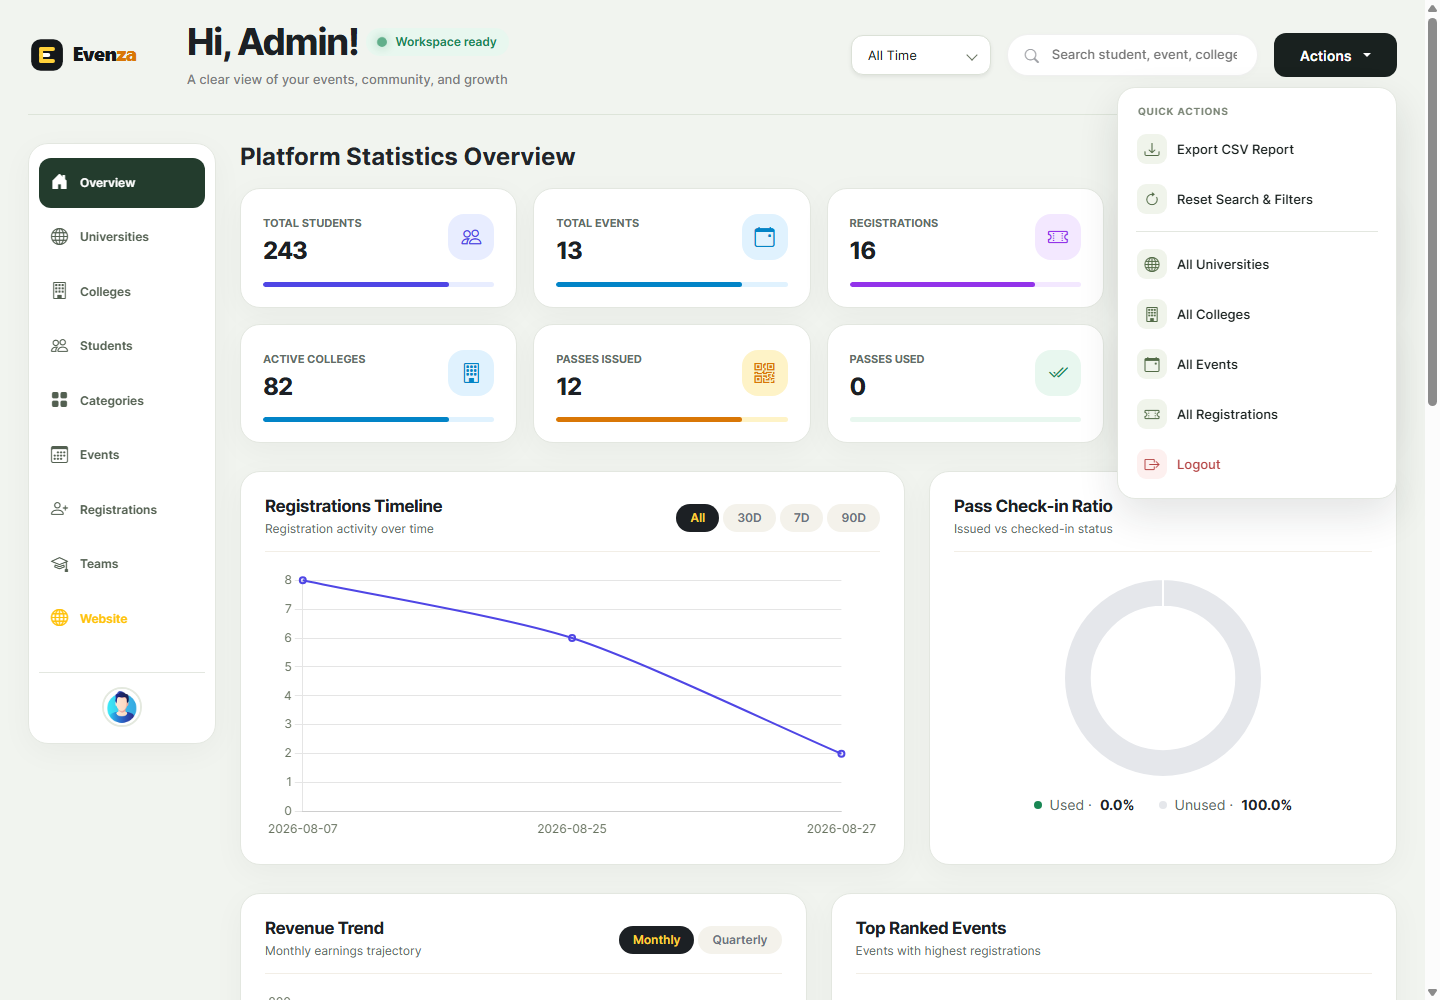 Evenza
Hi, Admin!
Workspace ready
A clear view of your events, community, and growth
All Time
Search student, event, college
Actions
QUICK ACTIONS
Export CSV Report
Reset Search & Filters
All Universities
All Colleges
All Events
All Registrations
Logout
Overview
Universities
Colleges
Students
Categories
Events
Registrations
Teams
Website
Platform Statistics Overview
TOTAL STUDENTS
243
TOTAL EVENTS
13
REGISTRATIONS
16
ACTIVE COLLEGES
82
PASSES ISSUED
12
PASSES USED
0
Registrations Timeline
Registration activity over time
All
30D
7D
90D
8
7
6
5
4
3
2
1
0
2026-08-07
2026-08-25
2026-08-27
Pass Check-in Ratio
Issued vs checked-in status
Used · 0.0%
Unused · 100.0%
Revenue Trend
Monthly earnings trajectory
Monthly
Quarterly
Top Ranked Events
Events with highest registrations